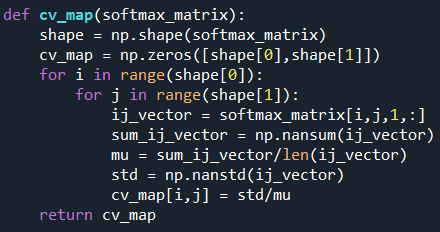 def cv_map(softmax_matrix):
    shape = np.shape(softmax_matrix)
    cv_map = np.zeros([shape[0],shape[1]])
    for i in range(shape[0]):
        for j in range(shape[1]):
            ij_vector = softmax_matrix[i,j,1,:]
            sum_ij_vector = np.nansum(ij_vector)
            mu = sum_ij_vector/len(ij_vector)
            std = np.nanstd(ij_vector)
            cv_map[i,j] = std/mu
    return cv_map